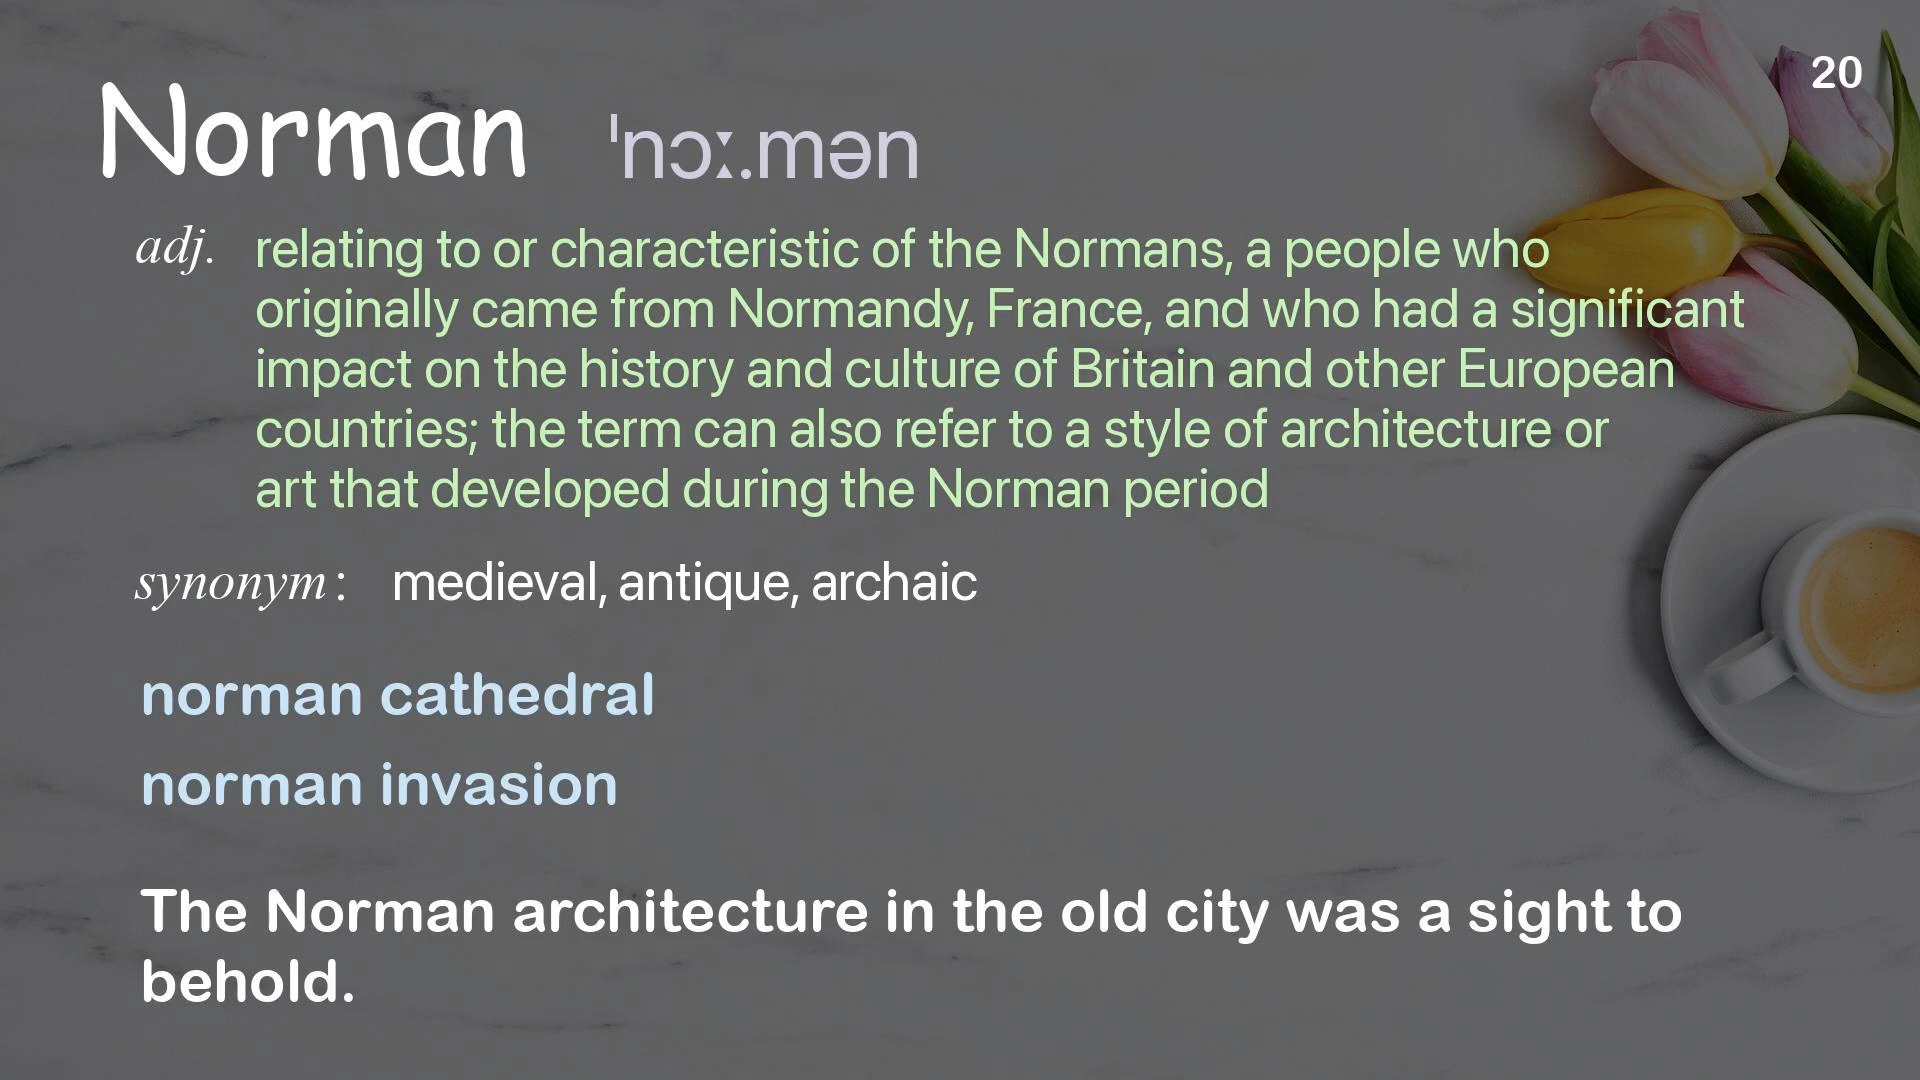 20
Norman ˈnɔː.mən
adj. relating to or characteristic of the Normans, a people who
originally came from Normandy, France, and who had a significant
impact on the history and culture of Britain and other European
countries; the term can also refer to a style of architecture or
art that developed during the Norman period
synonym: medieval, antique, archaic
norman cathedral
norman invasion
The Norman architecture in the old city was a sight to
behold.